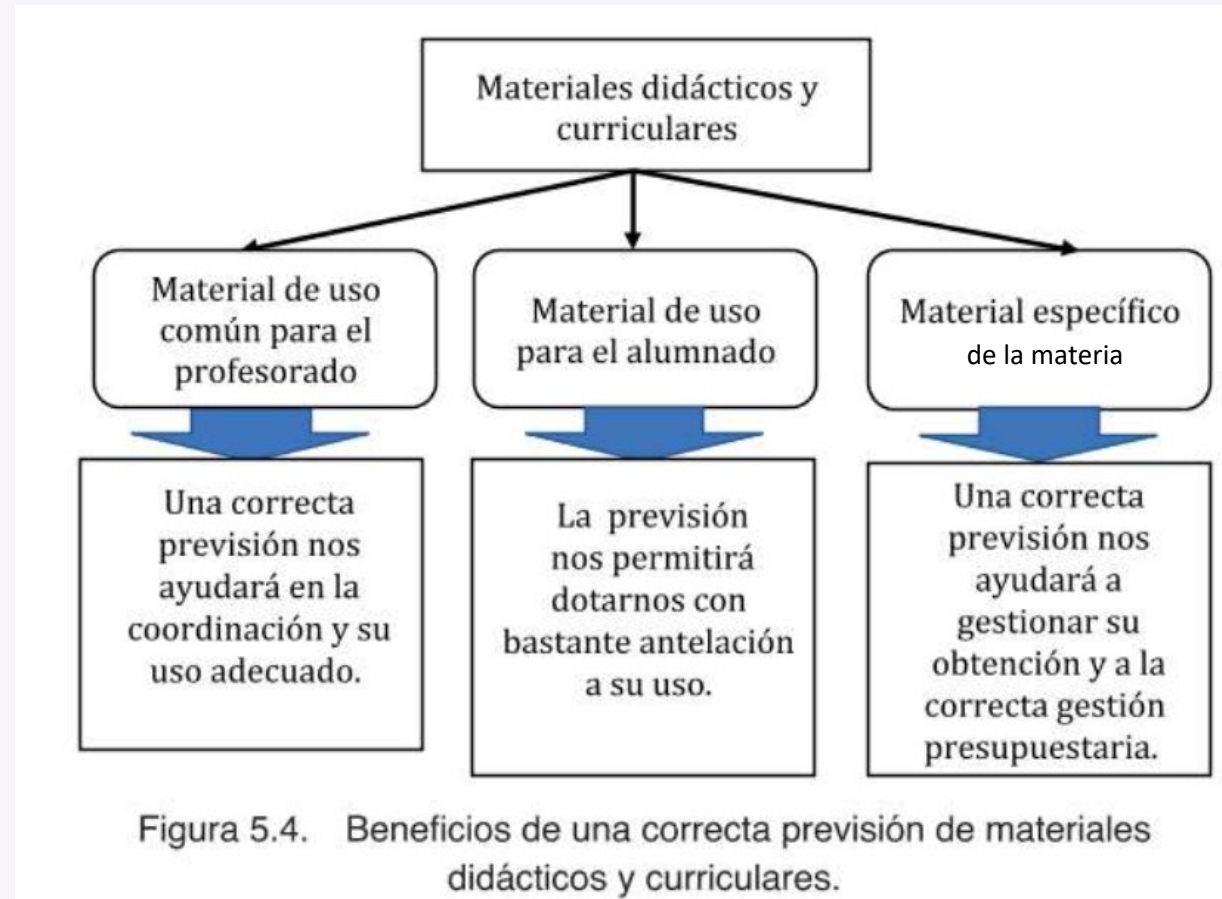 Materiales didácticos y
curriculares
Material de uso
común para el
profesorado
Material de uso
para el alumnado
Material específico
de la materia
Una correcta
previsión nos
ayudará en la
coordinación y su
uso adecuado.
La previsión
nos permitirá
dotarnos con
bastante antelación
a su uso.
Una correcta
previsión nos
ayudará a
gestionar su
obtención y a la
correcta gestión
presupuestaria.
Figura 5.4. Beneficios de una correcta previsión de materiales
didácticos y curriculares.